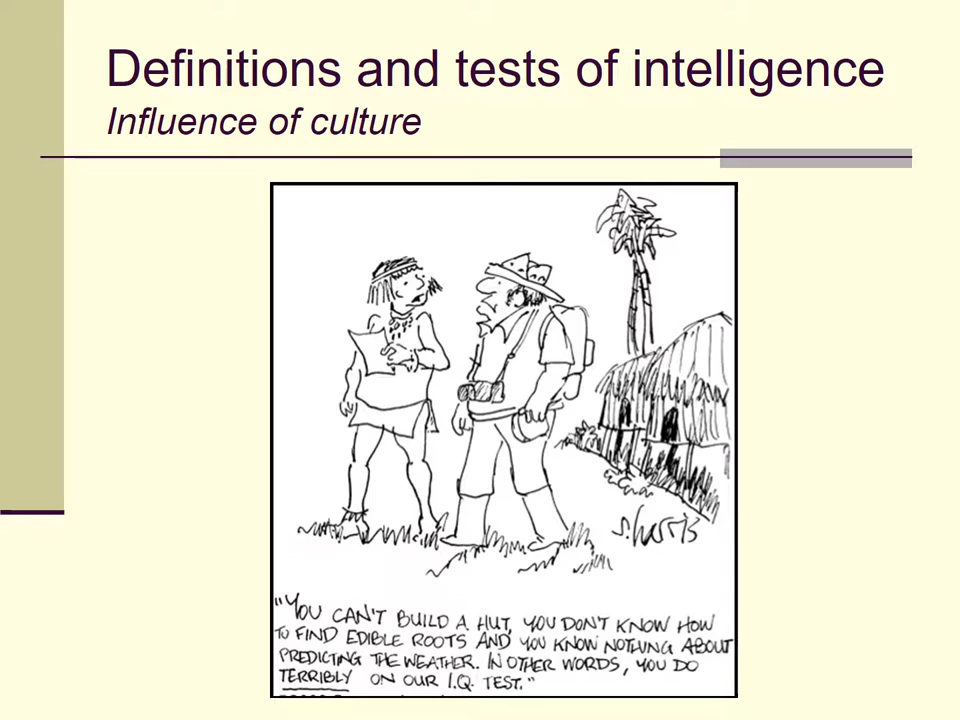 Definitions and tests of intelligence
Influence of culture
S. Harris
"YOU CAN'T BUILD A HUT, YOU DON'T KNOW HOW
TO FIND EDIBLE ROOTS AND YOU KNOW NOTHING ABOUT
PREDICTING THE WEATHER. IN OTHER WORDS, YOU DO
TERRIBLY ON OUR I.Q. TEST."